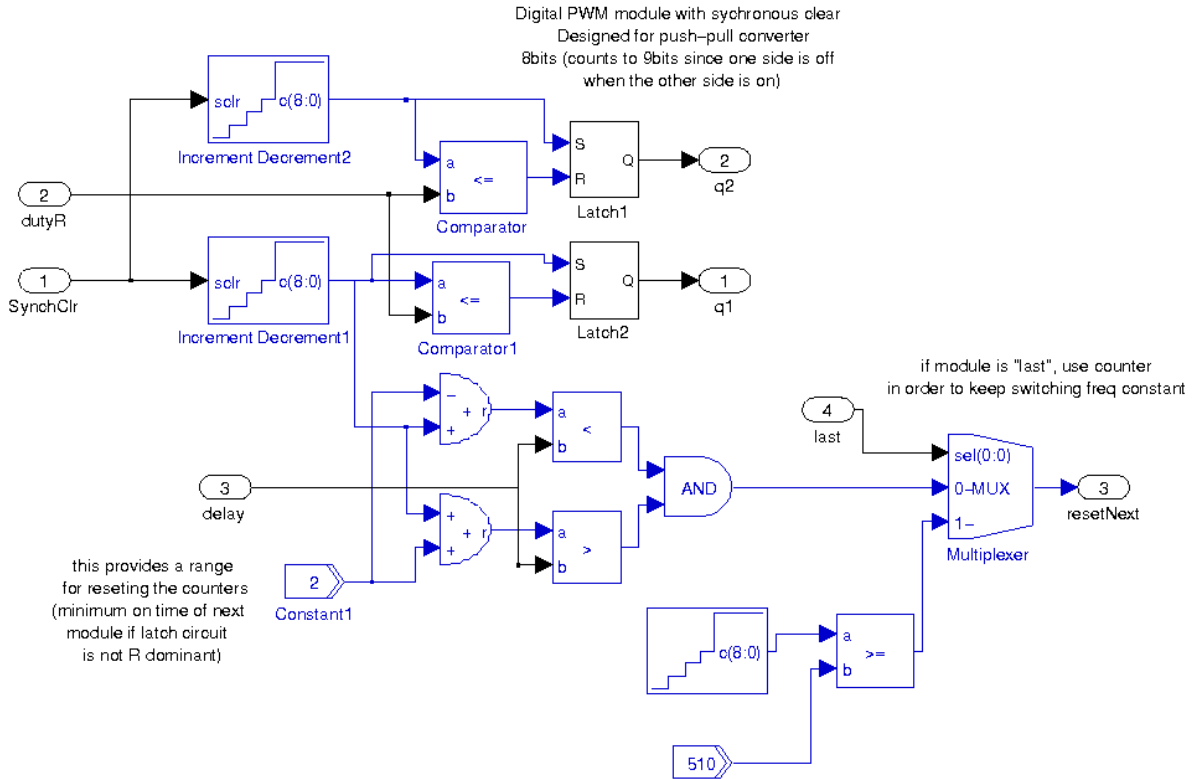 Digital PWM module with sychronous clear
Designed for push–pull converter
8bits (counts to 9bits since one side is off
when the other side is on)
sclr
c(8:0)
Increment Decrement2
S
R
Q
Latch1
2
q2
a
b
<=
Comparator
2
dutyR
1
SynchClr
sclr
c(8:0)
Increment Decrement1
a
b
<=
Comparator1
S
R
Q
Latch2
1
q1
if module is "last", use counter
in order to keep switching freq constant
–
+
+ r
a
b
<
4
last
sel(0:0)
0–MUX
1–
Multiplexer
3
resetNext
3
delay
AND
+
+
+ r
a
b
>
this provides a range
for reseting the counters
(minimum on time of next
module if latch circuit
is not R dominant)
2
Constant1
c(8:0)
a
b
>=
510